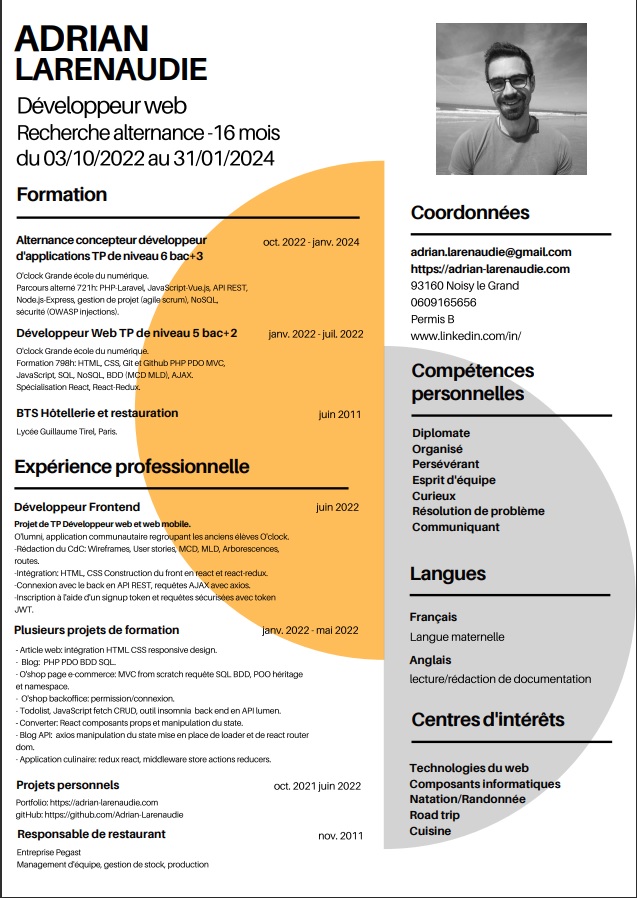 ADRIAN
LARENAUDIE
Développeur web
Recherche alternance -16 mois
du 03/10/2022 au 31/01/2024
Formation
Alternance concepteur développeur
d'applications TP de niveau 6 bac+3
oct. 2022 - janv. 2024
O'clock Grande école du numérique.
Parcours alterné 721h: PHP-Laravel, JavaScript-Vue.js, API REST,
Node.js-Express, gestion de projet (agile scrum), NoSQL,
sécurité (OWASP injections).
Développeur Web TP de niveau 5 bac+2
janv. 2022 - juil. 2022
O'clock Grande école du numérique.
Formation 798h: HTML, CSS, Git et Github PHP PDO MVC,
JavaScript, SQL, NoSQL, BDD (MCD MLD), AJAX.
Spécialisation React, React-Redux.
BTS Hôtellerie et restauration
juin 2011
Lycée Guillaume Tirel, Paris.
Expérience professionnelle
Développeur Frontend
juin 2022
Projet de TP Développeur web et web mobile.
O'lumni, application communautaire regroupant les anciens élèves O'clock.
-Rédaction du CdC: Wireframes, User stories, MCD, MLD, Arborescences,
routes.
-Intégration: HTML, CSS Construction du front en react et react-redux.
-Connexion avec le back en API REST, requêtes AJAX avec axios.
-Inscription à l'aide d'un signup token et requêtes sécurisées avec token
JWT.
Plusieurs projets de formation
janv. 2022 - mai 2022
- Article web: intégration HTML CSS responsive design.
- Blog: PHP PDO BDD SQL.
- O'shop page e-commerce: MVC from scratch requête SQL BDD, POO héritage
et namespace.
- O'shop backoffice: permission/connexion.
- Todolist, JavaScript fetch CRUD, outil insomnia back end en API lumen.
- Converter: React composants props et manipulation du state.
- Blog API: axios manipulation du state mise en place de loader et de react router
dom.
- Application culinaire: redux react, middleware store actions reducers.
Projets personnels
oct. 2021 juin 2022
Portfolio: https://adrian-larenaudie.com
gitHub: https://github.com/Adrian-Larenaudie
Responsable de restaurant
nov. 2011
Entreprise Pegast
Management d'équipe, gestion de stock, production
Coordonnées
adrian.larenaudie@gmail.com
https://adrian-larenaudie.com
93160 Noisy le Grand
0609165656
Permis B
www.linkedin.com/in/
Compétences
personnelles
Diplomate
Organisé
Persévérant
Esprit d'équipe
Curieux
Résolution de problème
Communiquant
Langues
Français
Langue maternelle
Anglais
lecture/rédaction de documentation
Centres d'intérêts
Technologies du web
Composants informatiques
Natation/Randonnée
Road trip
Cuisine